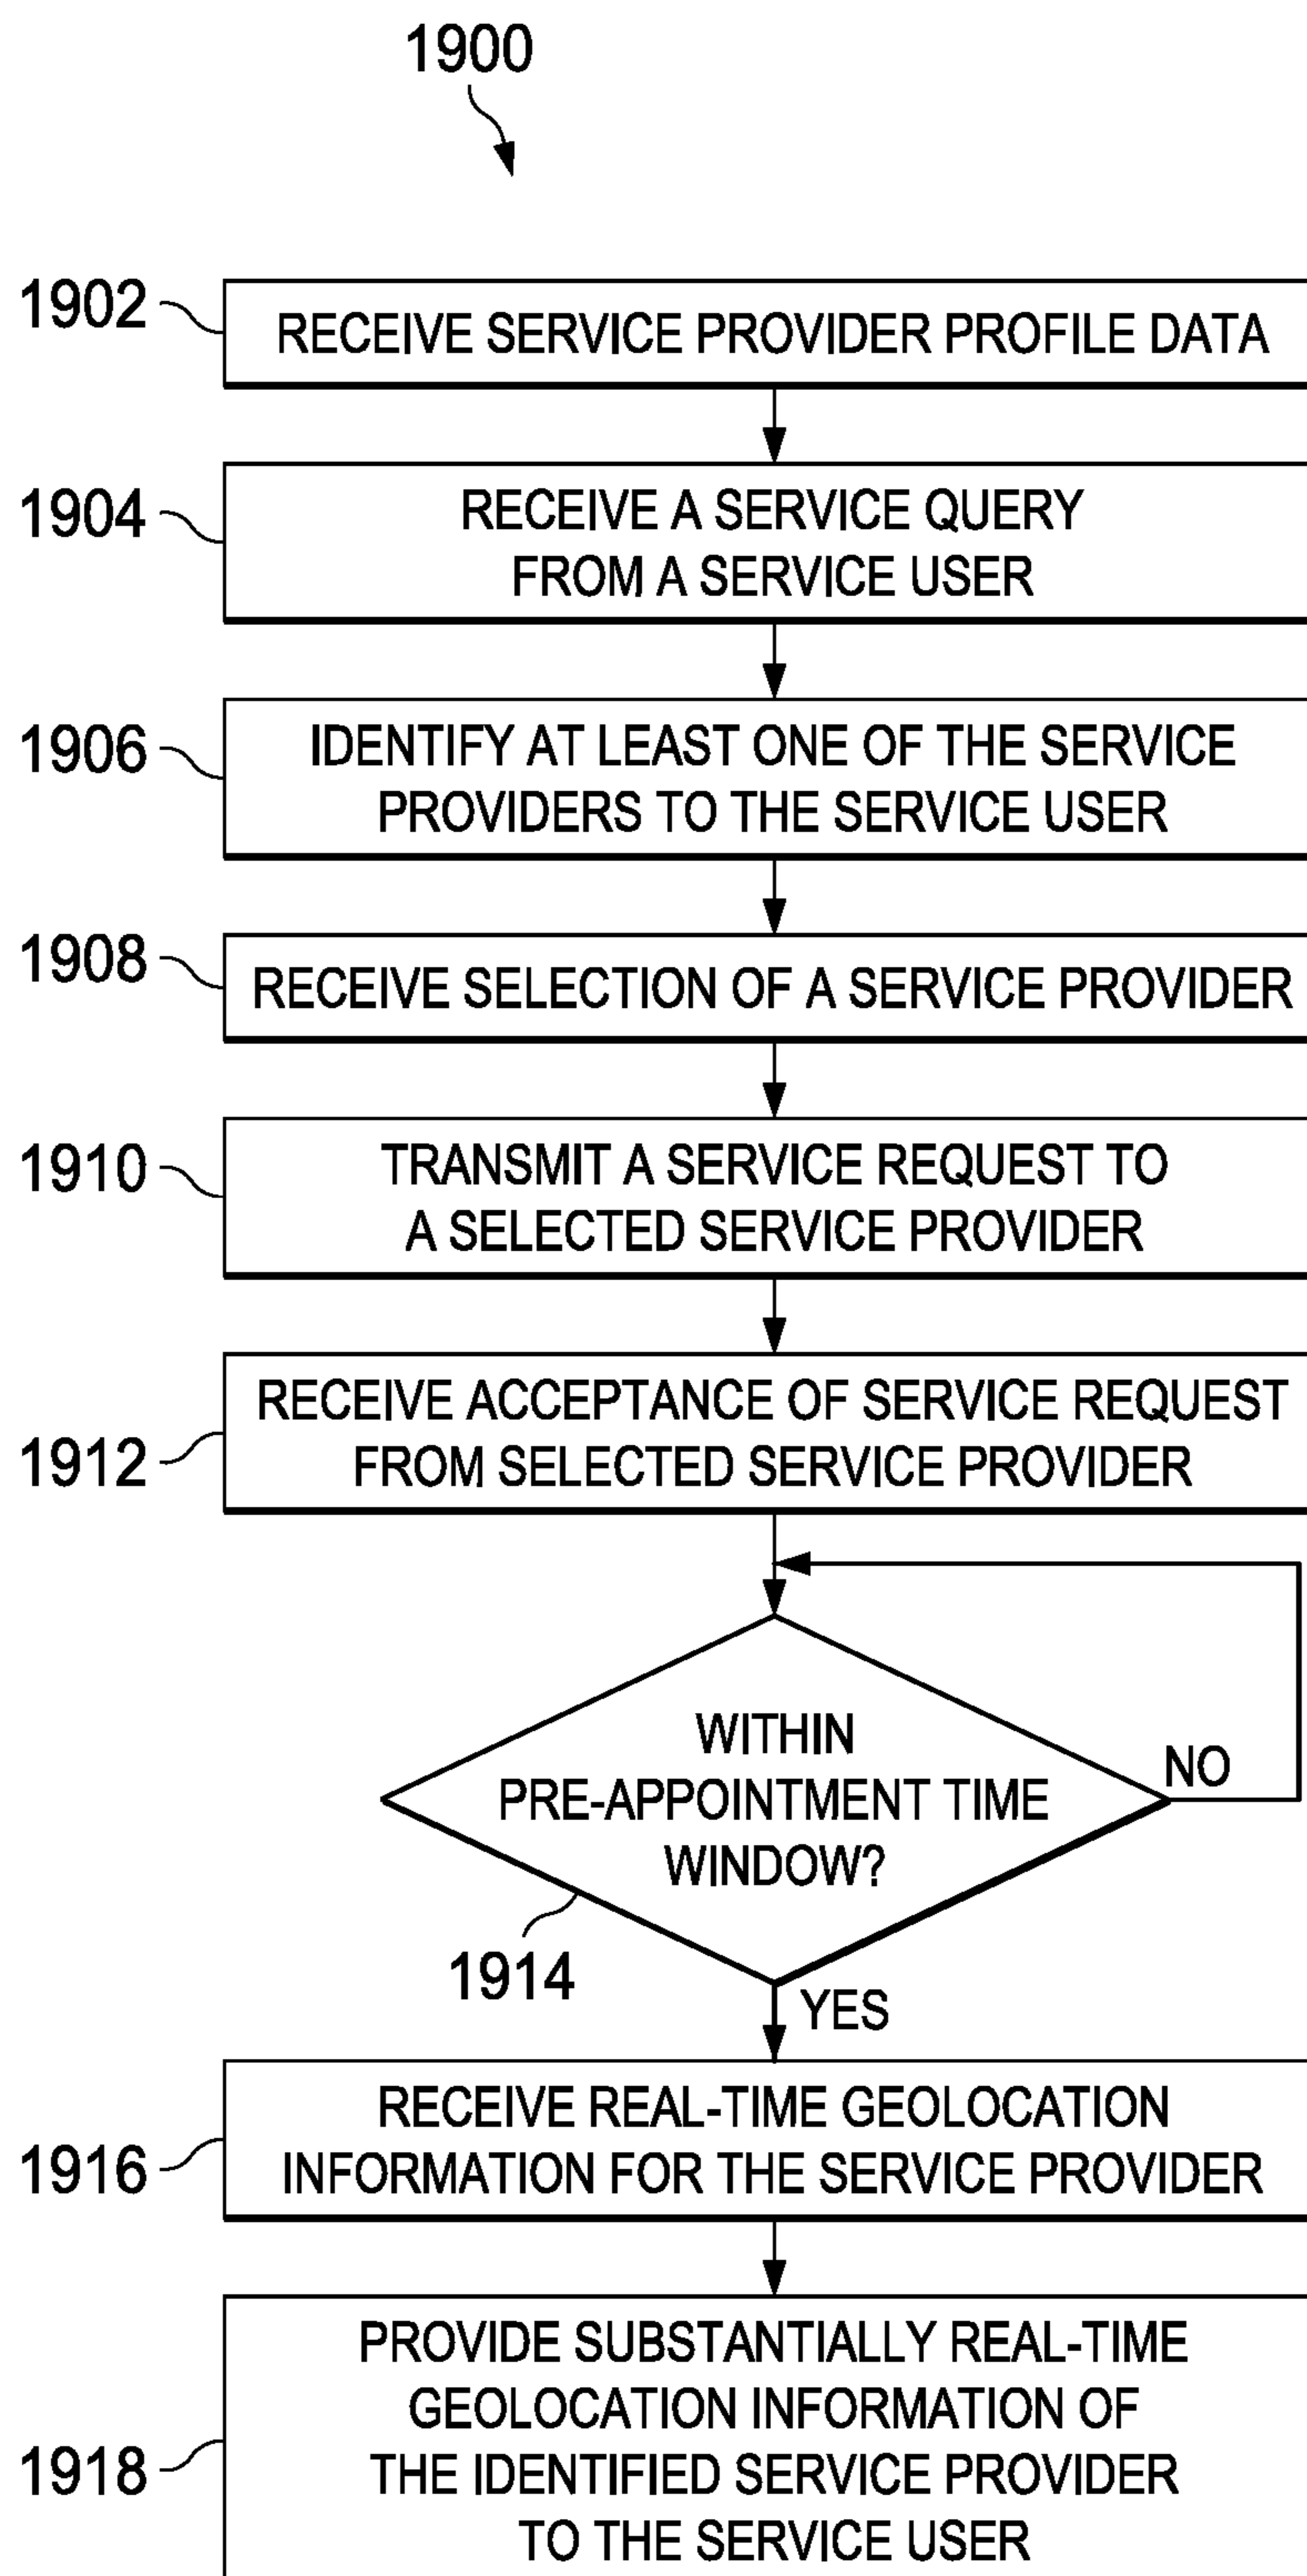 1900
1902
RECEIVE SERVICE PROVIDER PROFILE DATA
1904
RECEIVE A SERVICE QUERY
FROM A SERVICE USER
1906
IDENTIFY AT LEAST ONE OF THE SERVICE
PROVIDERS TO THE SERVICE USER
1908
RECEIVE SELECTION OF A SERVICE PROVIDER
1910
TRANSMIT A SERVICE REQUEST TO
A SELECTED SERVICE PROVIDER
1912
RECEIVE ACCEPTANCE OF SERVICE REQUEST
FROM SELECTED SERVICE PROVIDER
WITHIN
PRE-APPOINTMENT TIME
WINDOW?
NO
1914
YES
1916
RECEIVE REAL-TIME GEOLOCATION
INFORMATION FOR THE SERVICE PROVIDER
1918
PROVIDE SUBSTANTIALLY REAL-TIME
GEOLOCATION INFORMATION OF
THE IDENTIFIED SERVICE PROVIDER
TO THE SERVICE USER